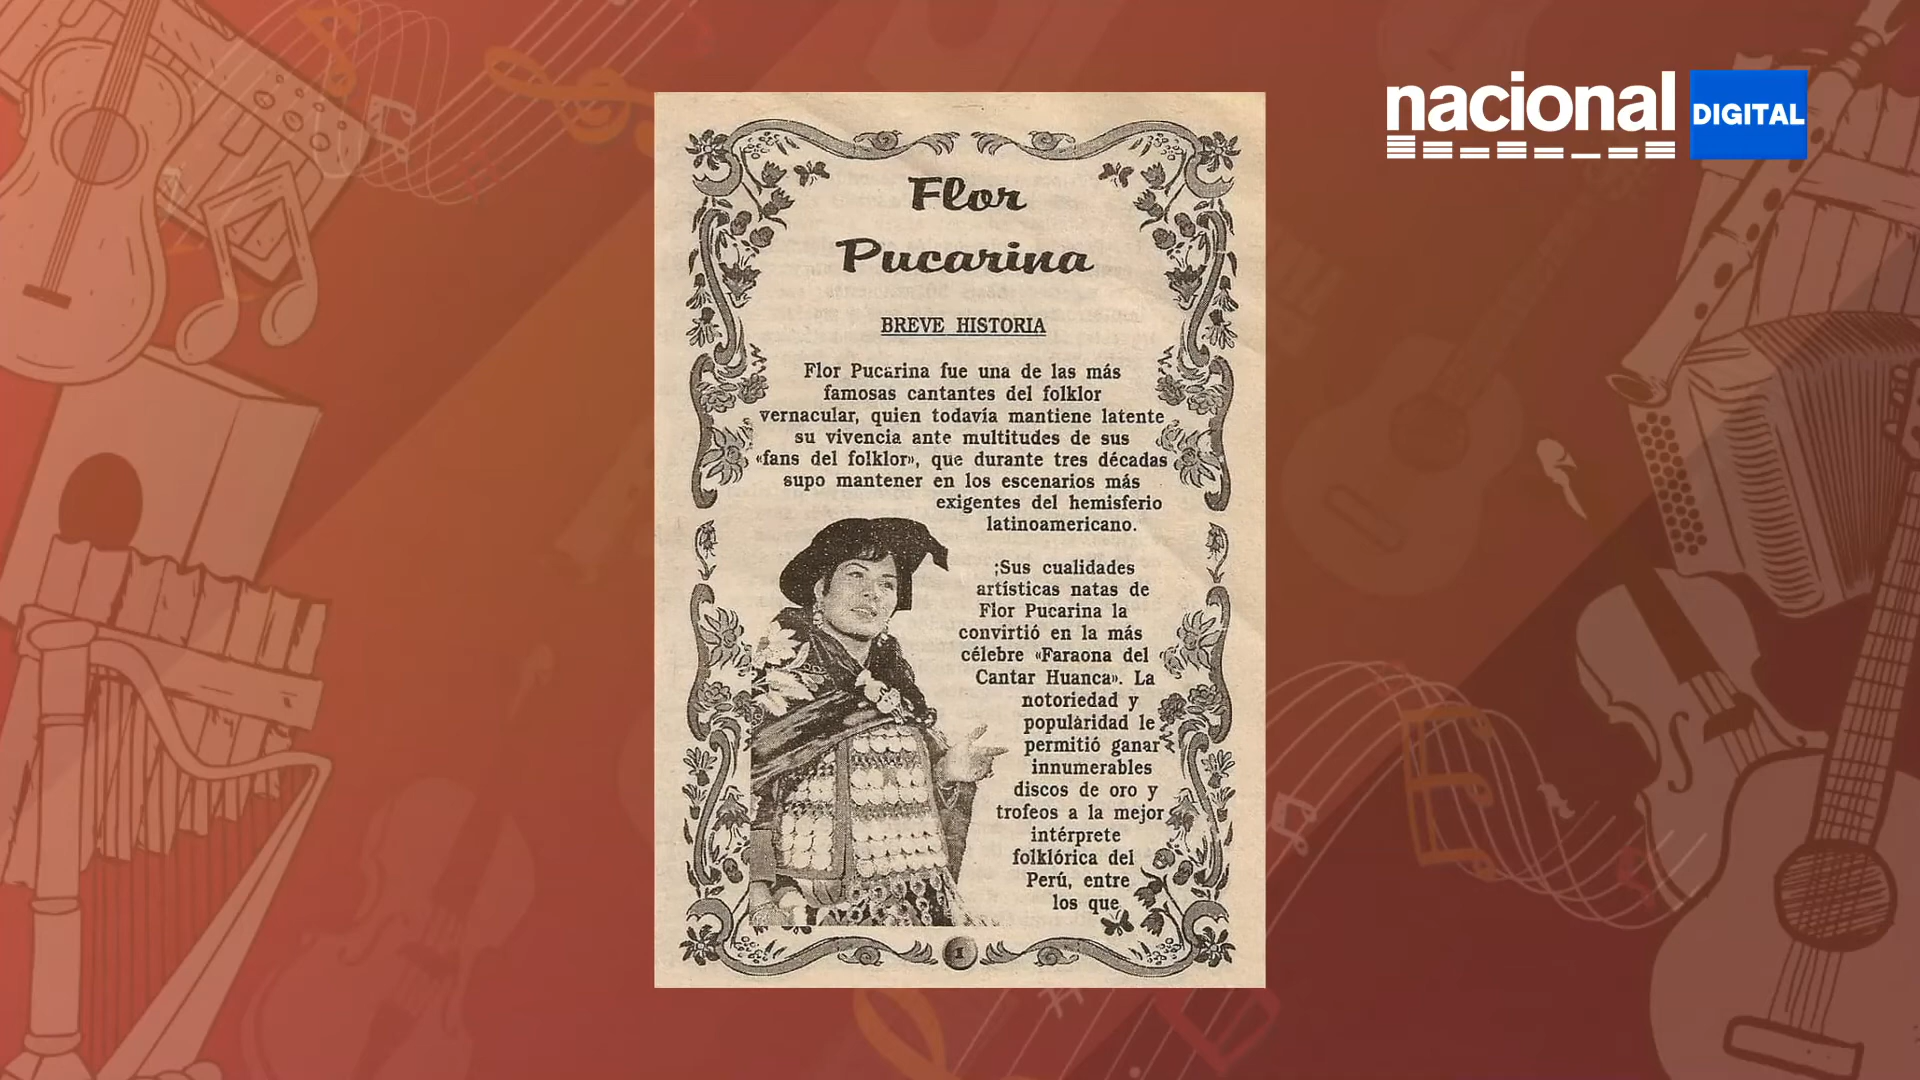 nacional
DIGITAL
Flor
Pucarina
BREVE HISTORIA
Flor Pucarina fue una de las más
famosas cantantes del folklor
vernacular, quien todavía mantiene latente
su vivencia ante multitudes de sus
«fans del folklor», que durante tres décadas
supo mantener en los escenarios más
exigentes del hemisferio
latinoamericano.
;Sus cualidades
artísticas natas de
Flor Pucarina la
convirtió en la más
célebre «Faraona del
Cantar Huanca». La
notoriedad y
popularidad le
permitió ganar
innumerables
discos de oro y
trofeos a la mejor
intérprete
folklórica del
Perú, entre
los que
1